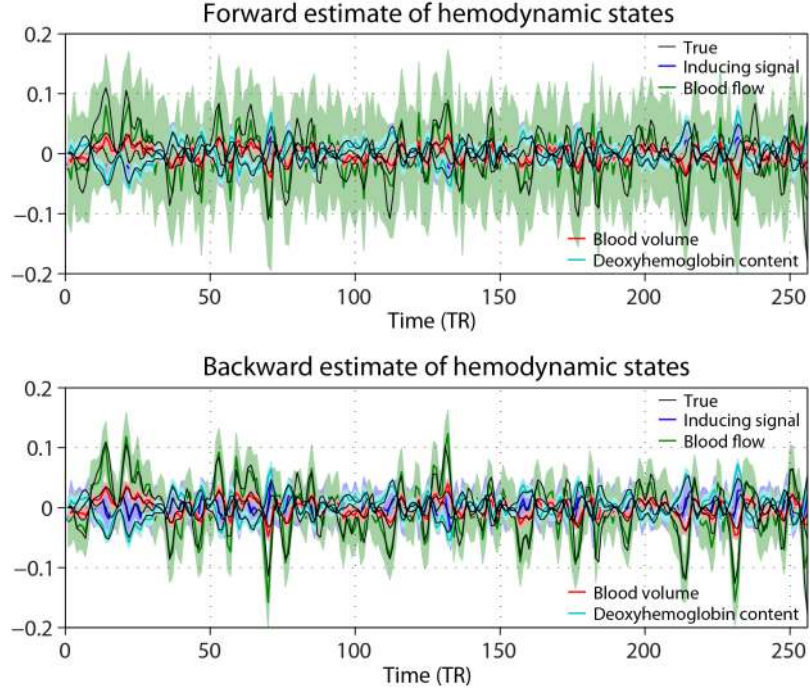 Forward estimate of hemodynamic states
0.2
True
Inducing signal
0.1
Blood flow
0
−0.1
Blood volume
Deoxyhemoglobin content
−0.2
0 50 100 150 200 250
Time (TR)
Backward estimate of hemodynamic states
0.2
True
Inducing signal
0.1
Blood flow
0
−0.1
Blood volume
Deoxyhemoglobin content
−0.2
0 50 100 150 200 250
Time (TR)